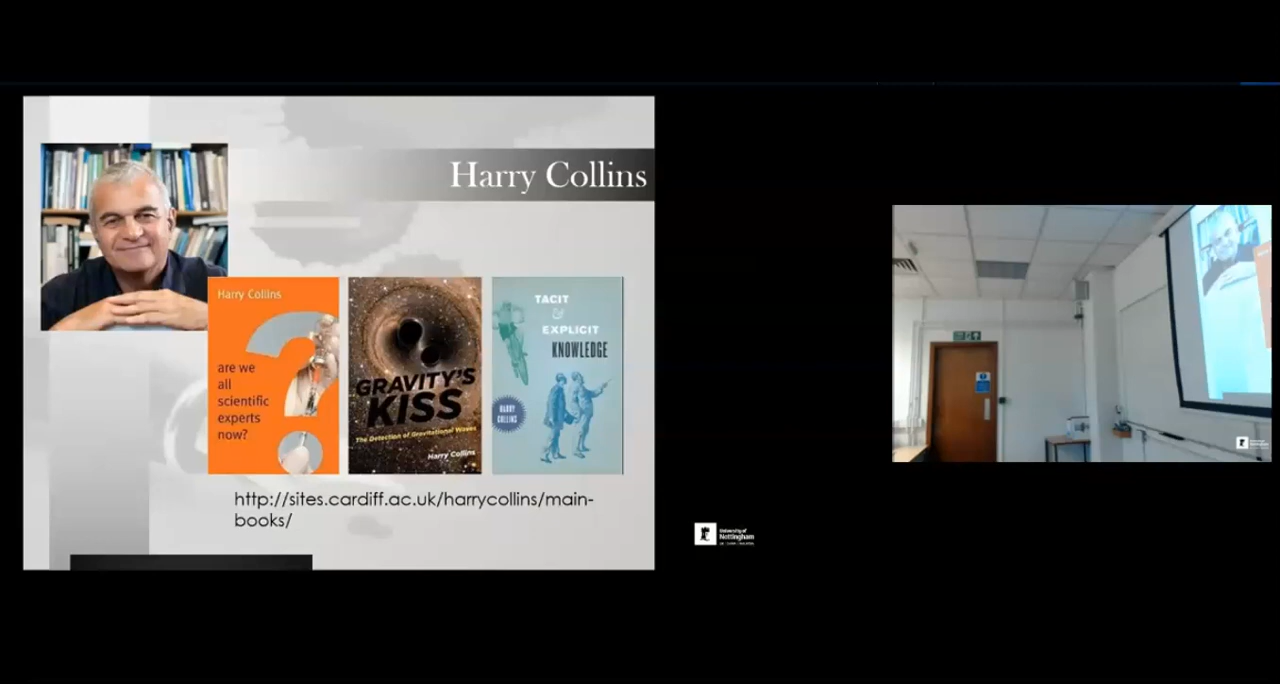 Harry Collins
Harry Collins
are we
all
scientific
experts
now?
GRAVITY'S
KISS
The Detection of Gravitational Waves
Harry Collins
TACIT
&
EXPLICIT
KNOWLEDGE
HARRY
COLLINS
http://sites.cardiff.ac.uk/harrycollins/main-
books/
University of
Nottingham